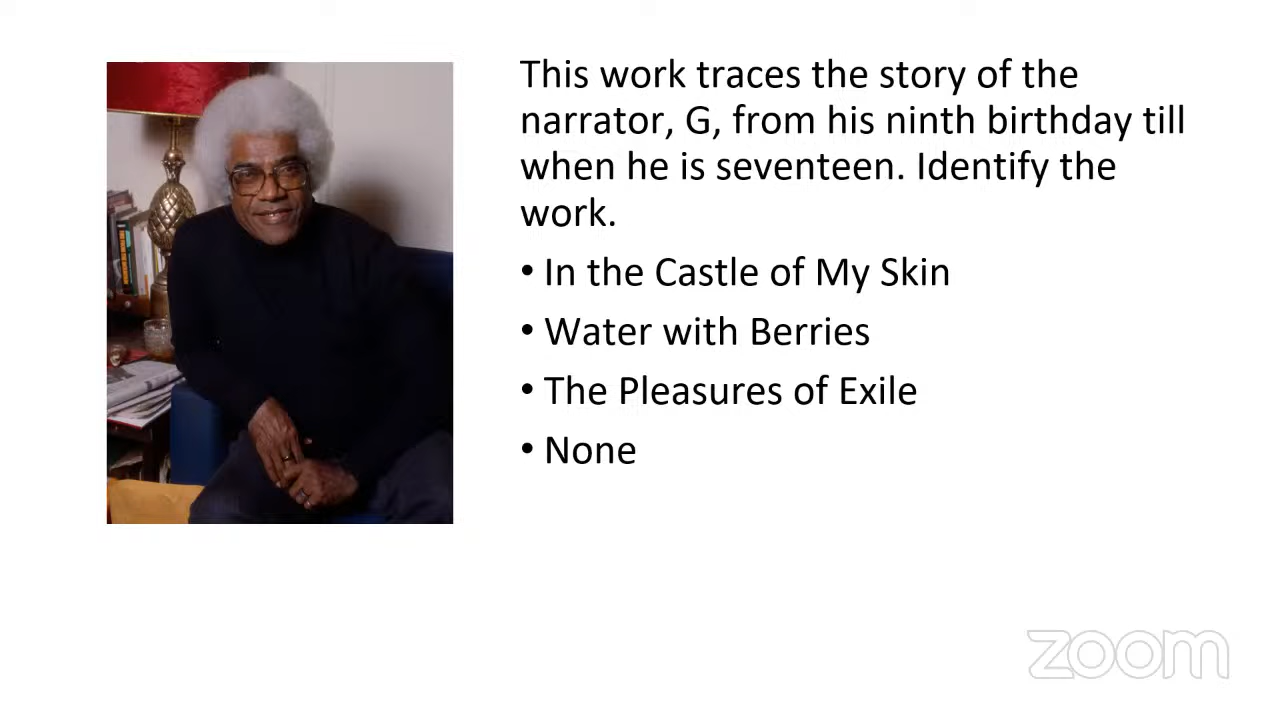 This work traces the story of the
narrator, G, from his ninth birthday till
when he is seventeen. Identify the
work.
• In the Castle of My Skin
• Water with Berries
• The Pleasures of Exile
• None
zoom